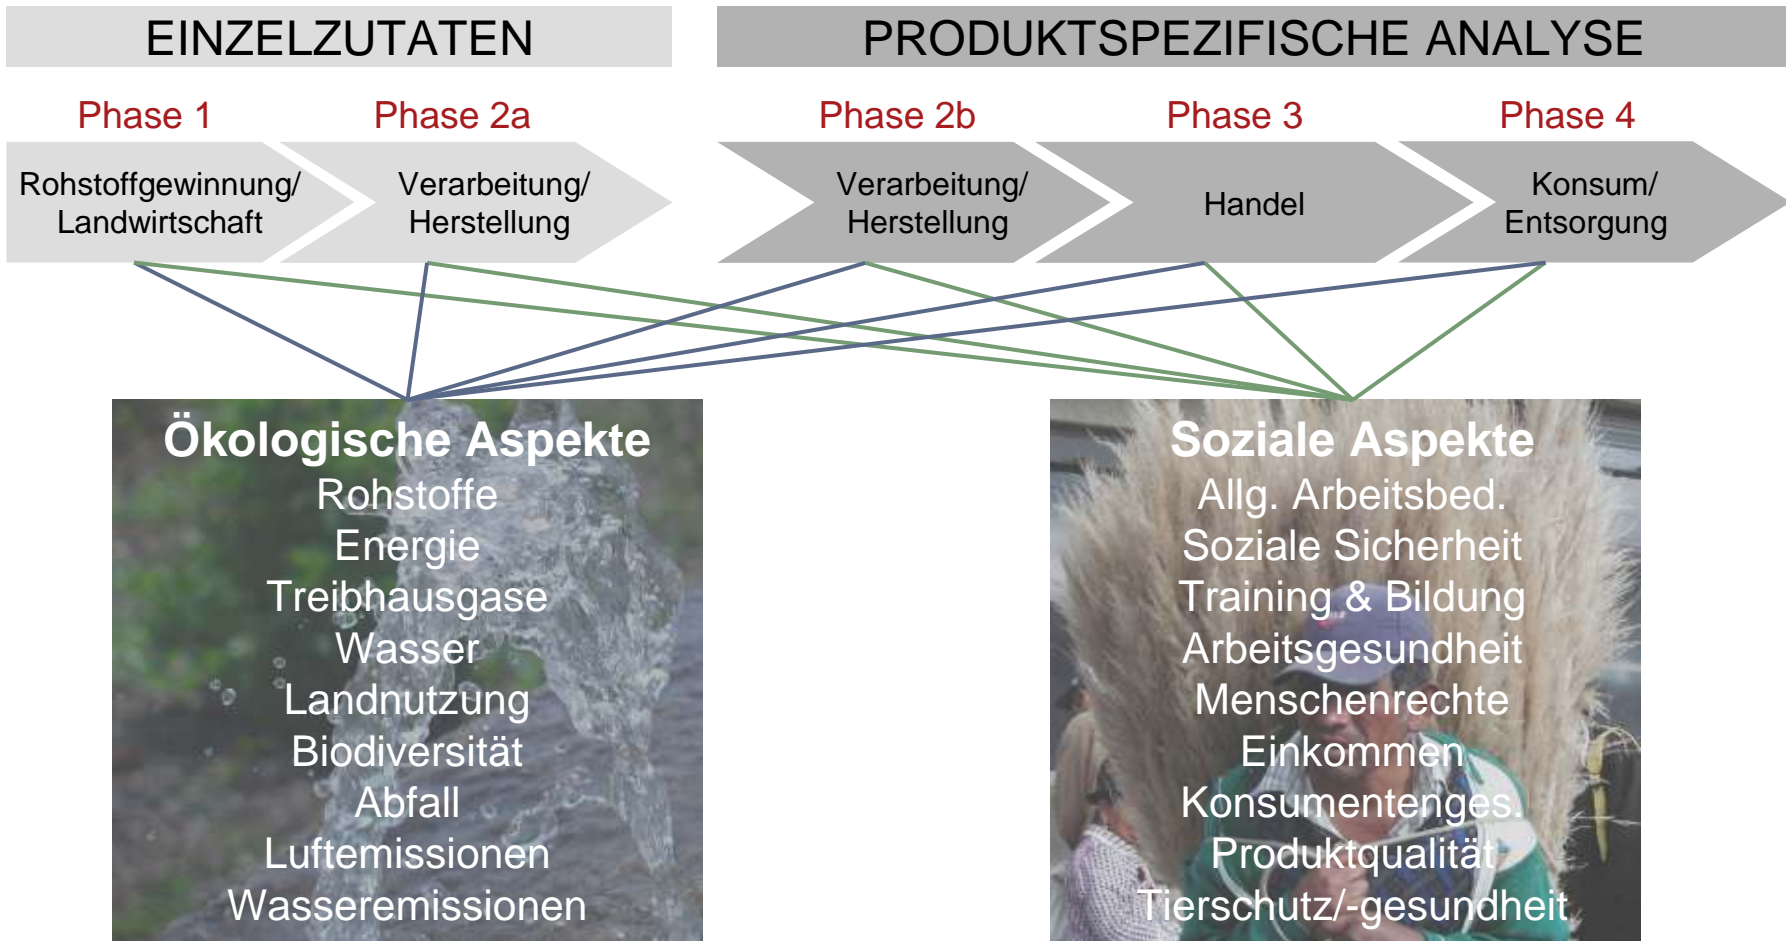 EINZELZUTATEN
PRODUKTSPEZIFISCHE ANALYSE
Phase 1
Phase 2a
Phase 2b
Phase 3
Phase 4
Rohstoffgewinnung/
Landwirtschaft
Verarbeitung/
Herstellung
Verarbeitung/
Herstellung
Handel
Konsum/
Entsorgung
Ökologische Aspekte
Rohstoffe
Energie
Treibhausgase
Wasser
Landnutzung
Biodiversität
Abfall
Luftemissionen
Wasseremissionen
Soziale Aspekte
Allg. Arbeitsbed.
Soziale Sicherheit
Training & Bildung
Arbeitsgesundheit
Menschenrechte
Einkommen
Konsumentenges.
Produktqualität
Tierschutz/-gesundheit